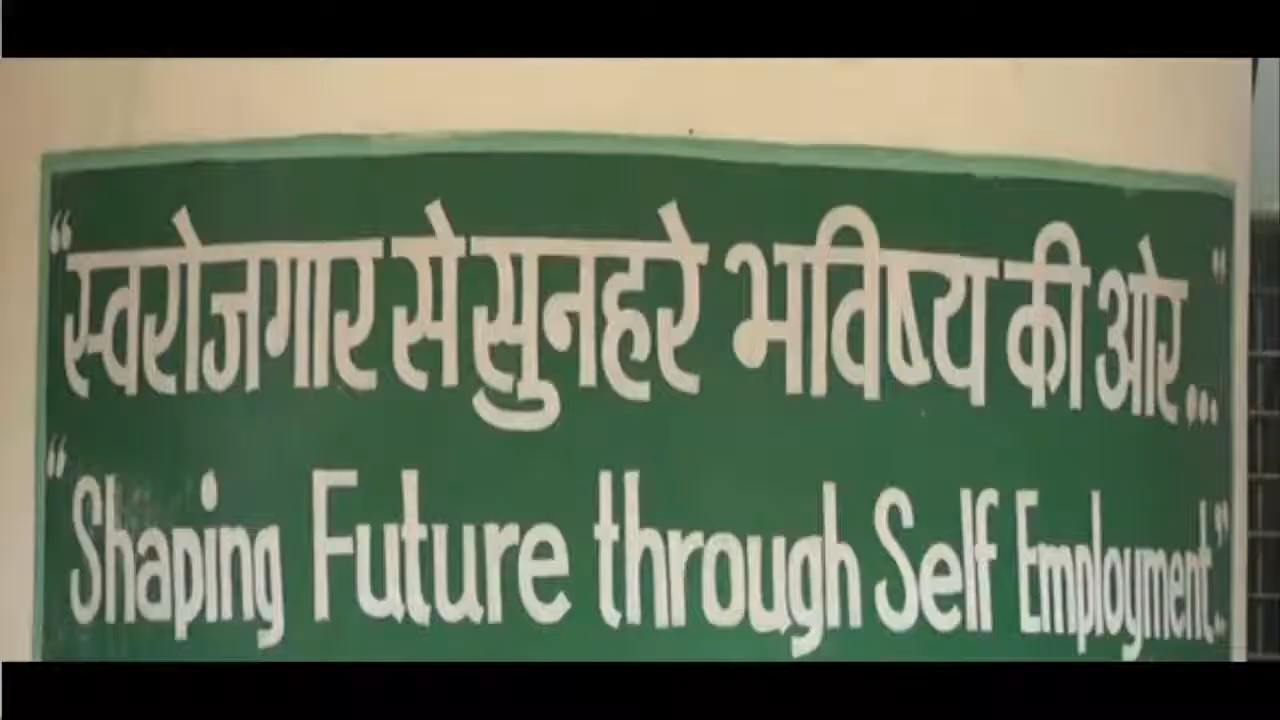 “स्वरोजगार से सुनहरे भविष्य की ओर...”
“Shaping Future through Self Employment..”